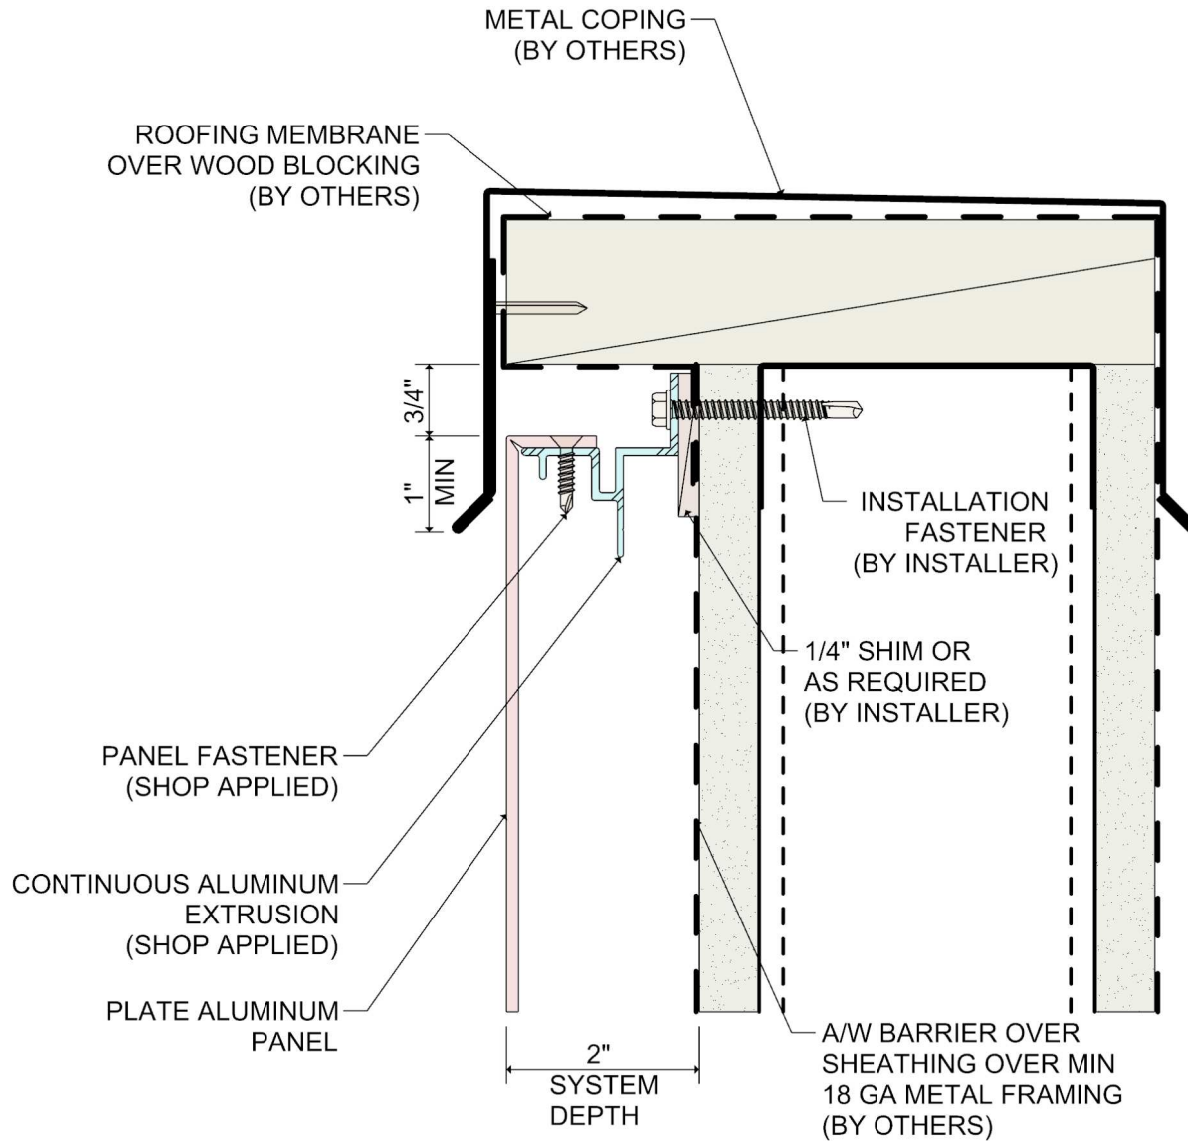 METAL COPING
(BY OTHERS)
ROOFING MEMBRANE
OVER WOOD BLOCKING
(BY OTHERS)
3/4"
1"
MIN
INSTALLATION
FASTENER
(BY INSTALLER)
1/4" SHIM OR
AS REQUIRED
(BY INSTALLER)
PANEL FASTENER
(SHOP APPLIED)
CONTINUOUS ALUMINUM
EXTRUSION
(SHOP APPLIED)
PLATE ALUMINUM
PANEL
2"
SYSTEM
DEPTH
A/W BARRIER OVER
SHEATHING OVER MIN
18 GA METAL FRAMING
(BY OTHERS)